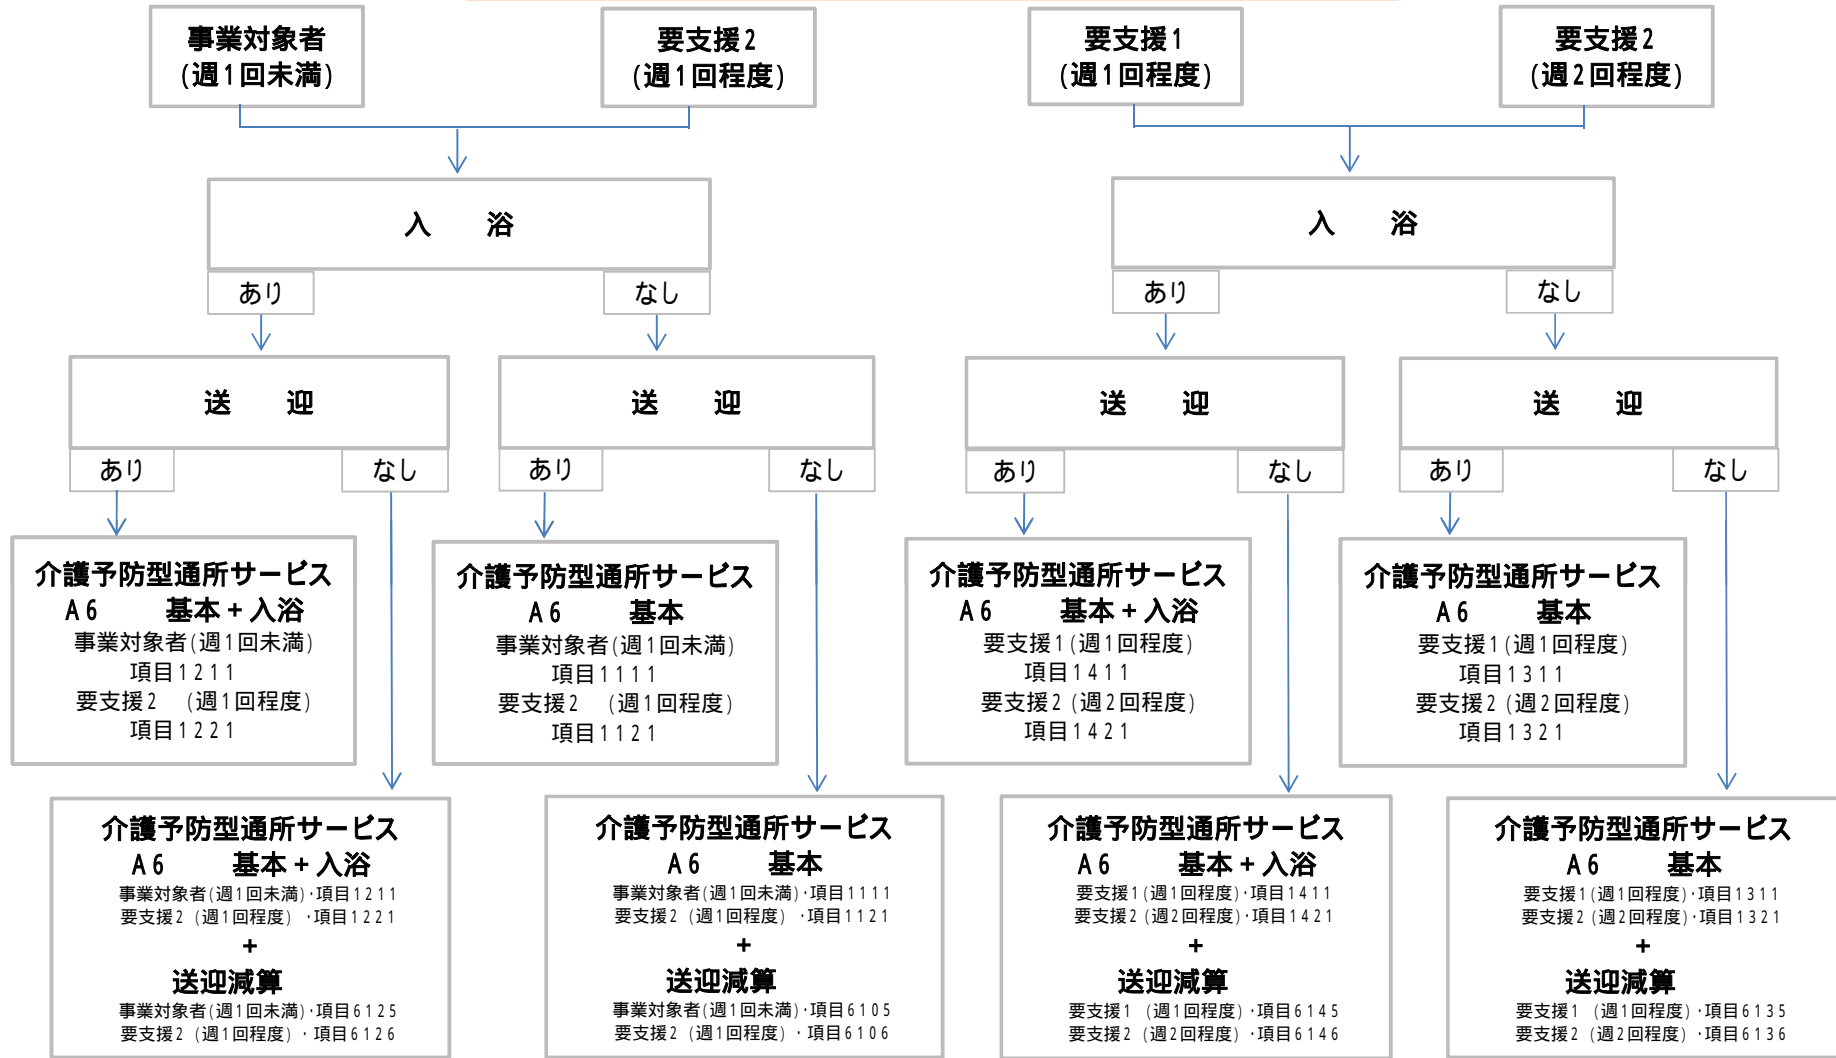 事業対象者
(週1回未満)
要支援2
(週1回程度)
要支援1
(週1回程度)
要支援2
(週2回程度)
入 浴
入 浴
あり
なし
あり
なし
送 迎
送 迎
送 迎
送 迎
あり
なし
あり
なし
あり
なし
あり
なし
介護予防型通所サービス
A6 基本+入浴
事業対象者(週1回未満)
項目1211
要支援2 (週1回程度)
項目1221
介護予防型通所サービス
A6 基本
事業対象者(週1回未満)
項目1111
要支援2 (週1回程度)
項目1121
介護予防型通所サービス
A6 基本+入浴
要支援1(週1回程度)
項目1411
要支援2(週2回程度)
項目1421
介護予防型通所サービス
A6 基本
要支援1(週1回程度)
項目1311
要支援2(週2回程度)
項目1321
介護予防型通所サービス
A6 基本+入浴
事業対象者(週1回未満)・項目1211
要支援2 (週1回程度) ・項目1221
+
送迎減算
事業対象者(週1回未満)・項目6125
要支援2 (週1回程度) ・項目6126
介護予防型通所サービス
A6 基本
事業対象者(週1回未満)・項目1111
要支援2 (週1回程度) ・項目1121
+
送迎減算
事業対象者(週1回未満)・項目6105
要支援2 (週1回程度) ・項目6106
介護予防型通所サービス
A6 基本+入浴
要支援1(週1回程度)・項目1411
要支援2(週2回程度)・項目1421
+
送迎減算
要支援1 (週1回程度)・項目6145
要支援2 (週2回程度)・項目6146
介護予防型通所サービス
A6 基本
要支援1(週1回程度)・項目1311
要支援2(週2回程度)・項目1321
+
送迎減算
要支援1 (週1回程度)・項目6135
要支援2 (週2回程度)・項目6136